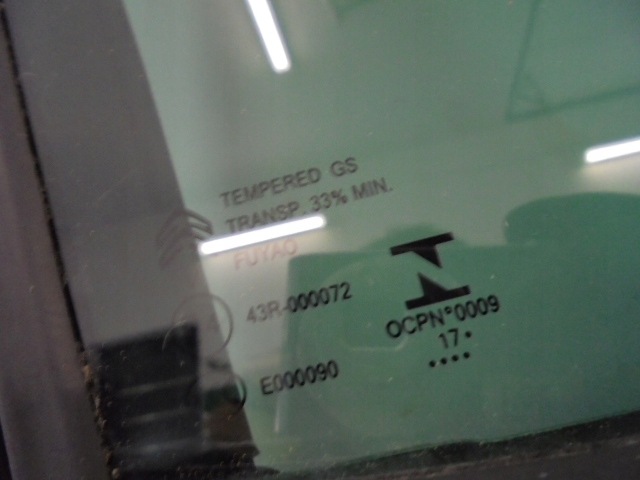 TEMPERED GS
TRANSP. 33% MIN.
FUYAO
43R-000072
E000090
OCPN°0009
17•
••••